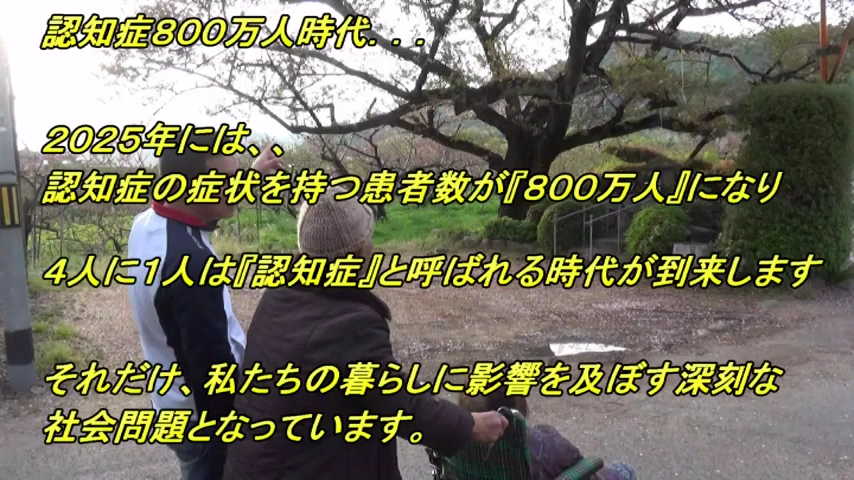 認知症８００万人時代．．．
２０２５年には、、
認知症の症状を持つ患者数が『８００万人』になり
４人に１人は『認知症』と呼ばれる時代が到来します
それだけ、私たちの暮らしに影響を及ぼす深刻な
社会問題となっています。